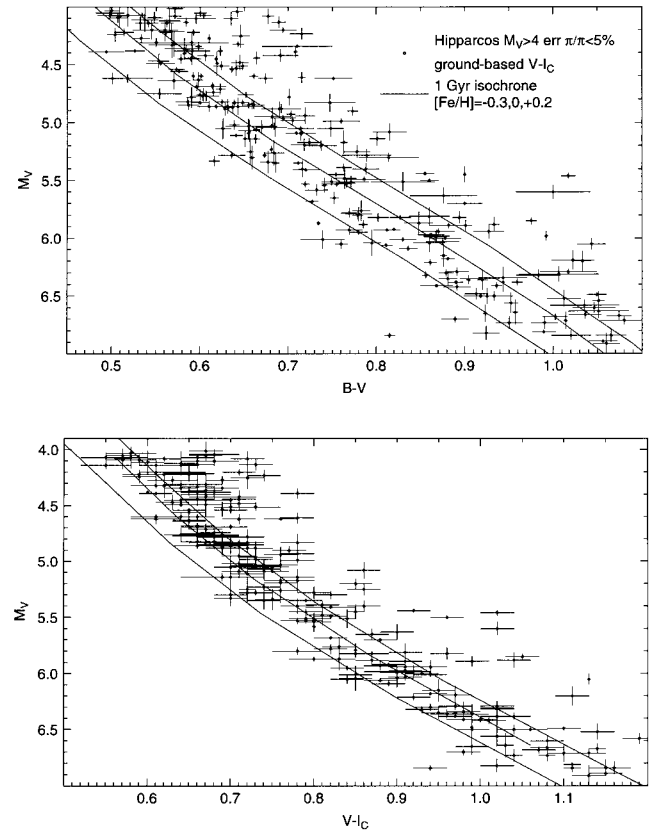 Hipparcos M_V>4 err π/π<5%
ground-based V-I_C
1 Gyr isochrone
[Fe/H]=-0.3,0,+0.2
4.0
4.5
5.0
5.5
6.0
6.5
M_V
0.5 0.6 0.7 0.8 0.9 1.0
B-V
4.0
4.5
5.0
5.5
6.0
6.5
M_V
0.6 0.7 0.8 0.9 1.0 1.1
V-I_C